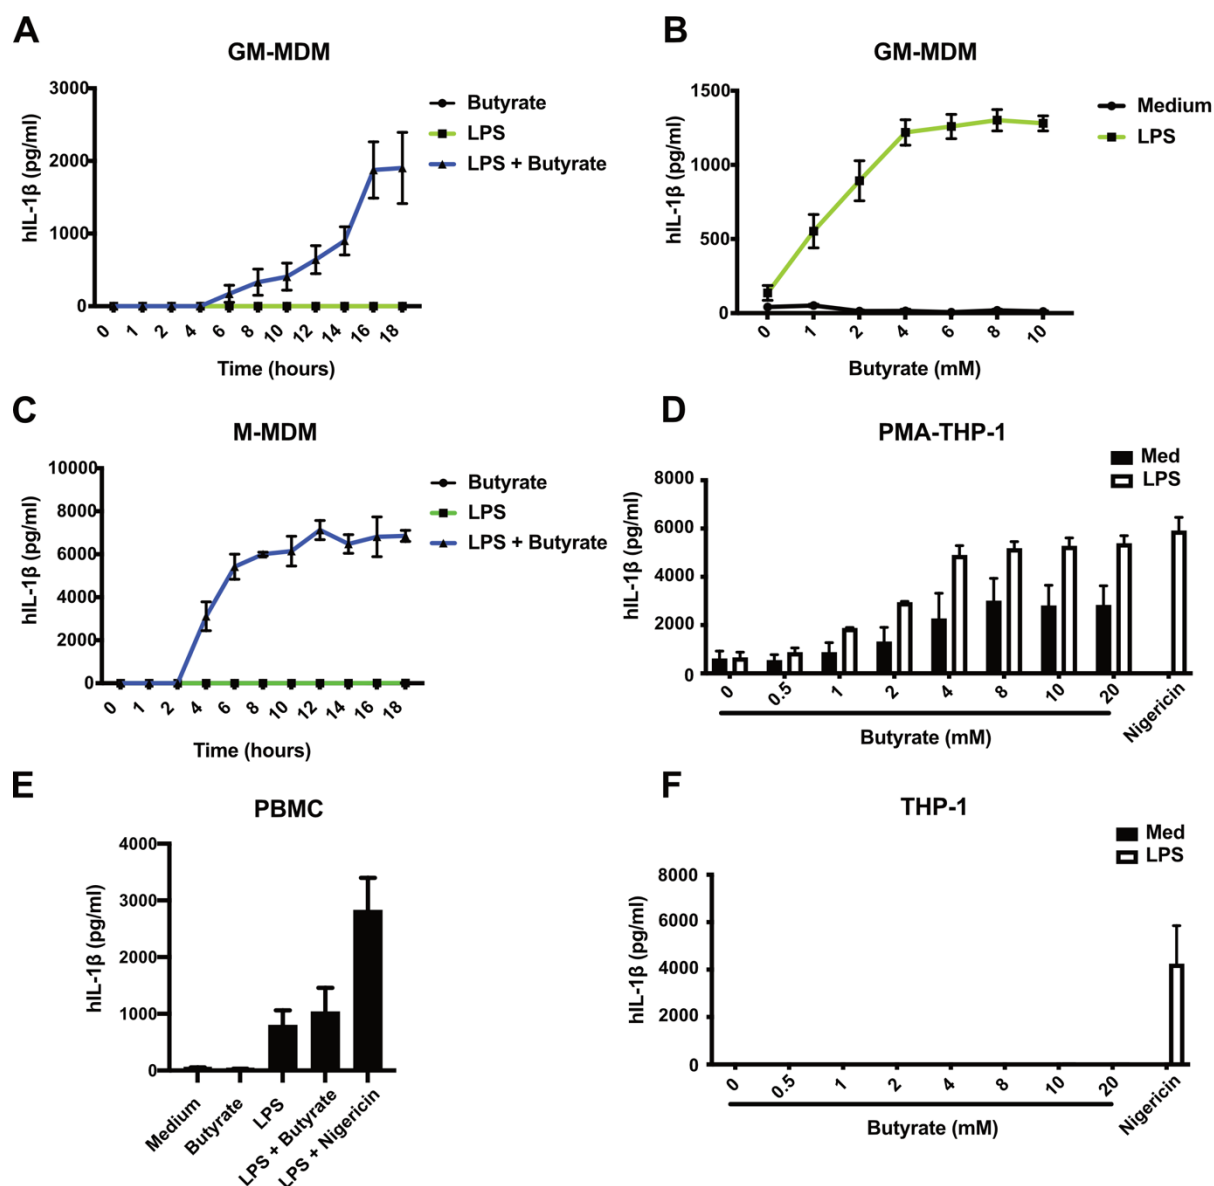 A
GM-MDM
3000
2000
1000
0
hIL-1β (pg/ml)
0 1 2 4 6 8 10 12 14 16 18
Time (hours)
Butyrate
LPS
LPS + Butyrate
B
GM-MDM
1500
1000
500
0
hIL-1β (pg/ml)
0 1 2 4 6 8 10
Butyrate (mM)
Medium
LPS
C
M-MDM
10000
8000
6000
4000
2000
0
hIL-1β (pg/ml)
0 1 2 4 6 8 10 12 14 16 18
Time (hours)
Butyrate
LPS
LPS + Butyrate
D
PMA-THP-1
Med
LPS
8000
6000
4000
2000
0
hIL-1β (pg/ml)
0 0.5 1 2 4 8 10 20 Nigericin
Butyrate (mM)
E
PBMC
4000
3000
2000
1000
0
hIL-1β (pg/ml)
Medium
Butyrate
LPS
LPS + Butyrate
LPS + Nigericin
F
THP-1
Med
LPS
8000
6000
4000
2000
0
hIL-1β (pg/ml)
0 0.5 1 2 4 8 10 20 Nigericin
Butyrate (mM)